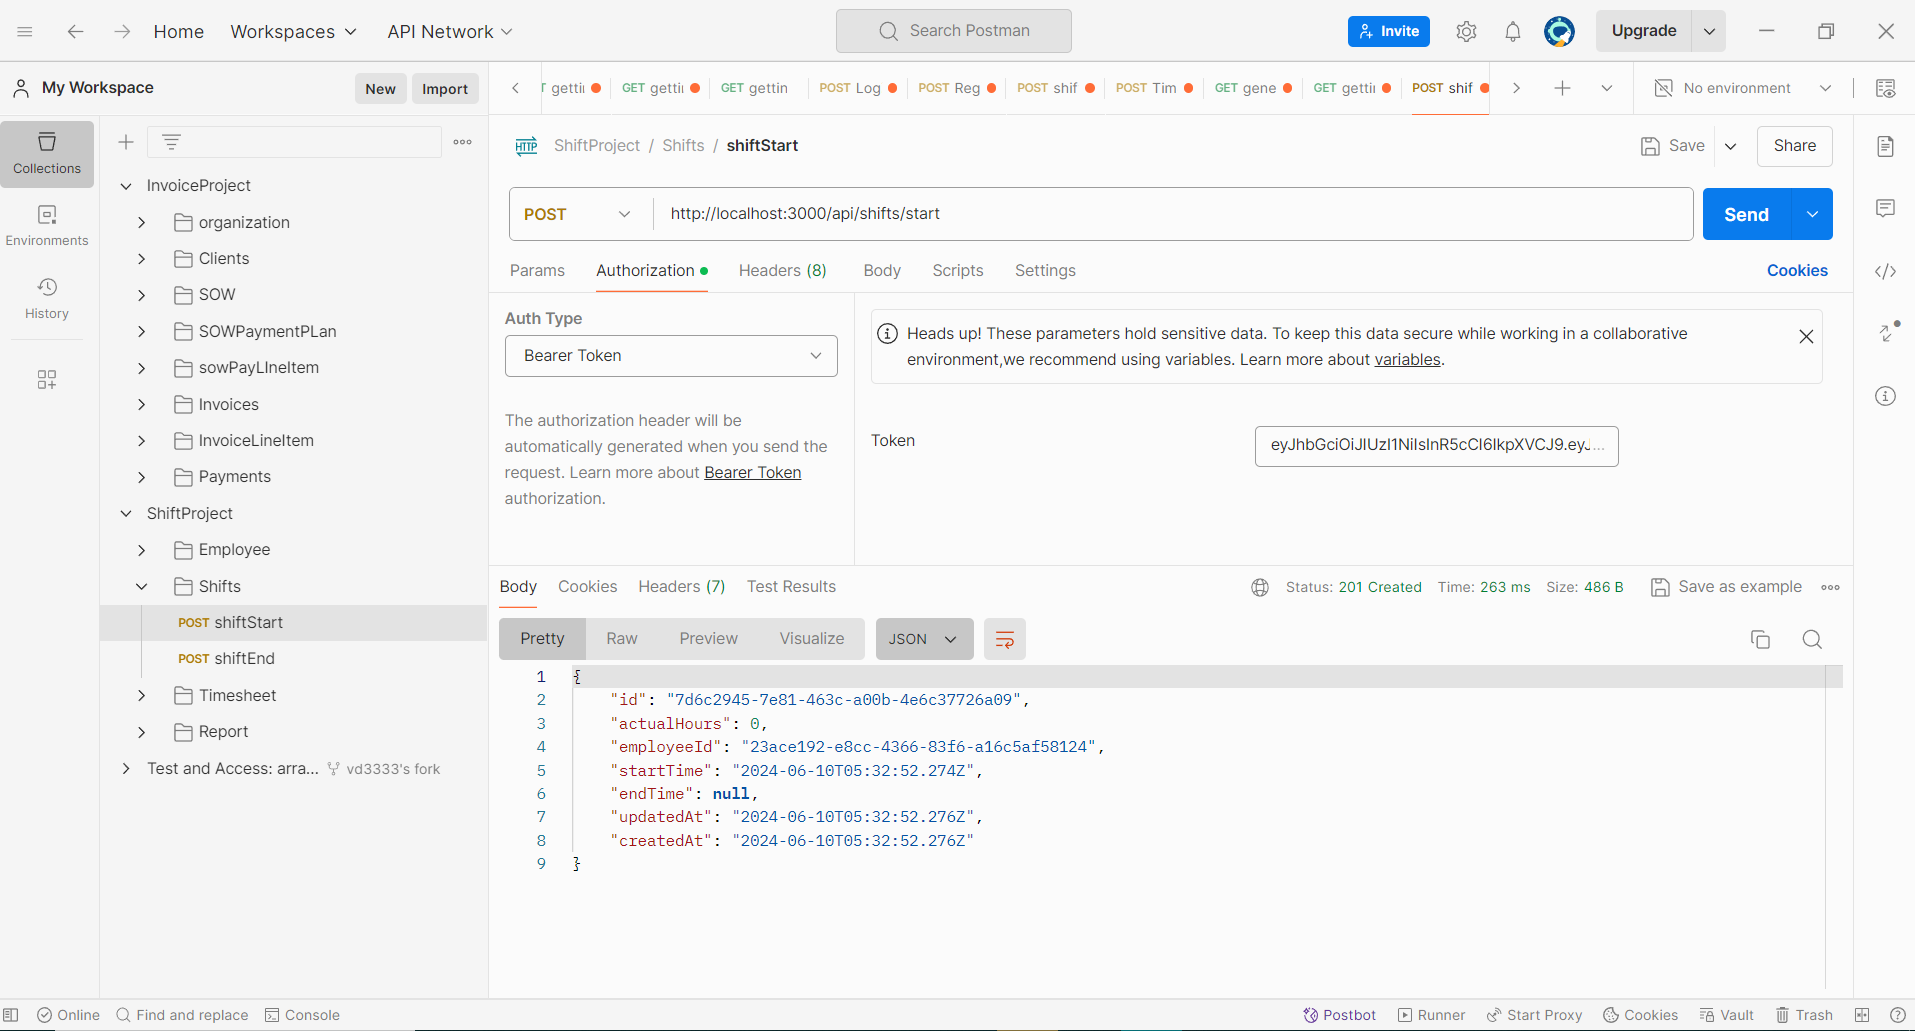 Home
Workspaces
API Network
Search Postman
Invite
Upgrade
My Workspace
New
Import
T gettii
GET gettii
GET gettin
POST Log
POST Reg
POST shif
POST Tim
GET gene
GET gettii
POST shif
No environment
Collections
Environments
History
InvoiceProject
organization
Clients
SOW
SOWPaymentPLan
sowPayLIneItem
Invoices
InvoiceLineItem
Payments
ShiftProject
Employee
Shifts
POST shiftStart
POST shiftEnd
Timesheet
Report
Test and Access: arra... vd3333's fork
HTTP ShiftProject / Shifts / shiftStart
Save
Share
POST
http://localhost:3000/api/shifts/start
Send
Params
Authorization
Headers (8)
Body
Scripts
Settings
Cookies
Auth Type
Bearer Token
The authorization header will be
automatically generated when you send the
request. Learn more about Bearer Token
authorization.
Heads up! These parameters hold sensitive data. To keep this data secure while working in a collaborative
environment,we recommend using variables. Learn more about variables.
Token
eyJhbGciOiJIUzI1NiIsInR5cCI6IkpXVCJ9.eyJ...
Body
Cookies
Headers (7)
Test Results
Status: 201 Created
Time: 263 ms
Size: 486 B
Save as example
Pretty
Raw
Preview
Visualize
JSON
1 {
2 "id": "7d6c2945-7e81-463c-a00b-4e6c37726a09",
3 "actualHours": 0,
4 "employeeId": "23ace192-e8cc-4366-83f6-a16c5af58124",
5 "startTime": "2024-06-10T05:32:52.274Z",
6 "endTime": null,
7 "updatedAt": "2024-06-10T05:32:52.276Z",
8 "createdAt": "2024-06-10T05:32:52.276Z"
9 }
Online
Find and replace
Console
Postbot
Runner
Start Proxy
Cookies
Vault
Trash